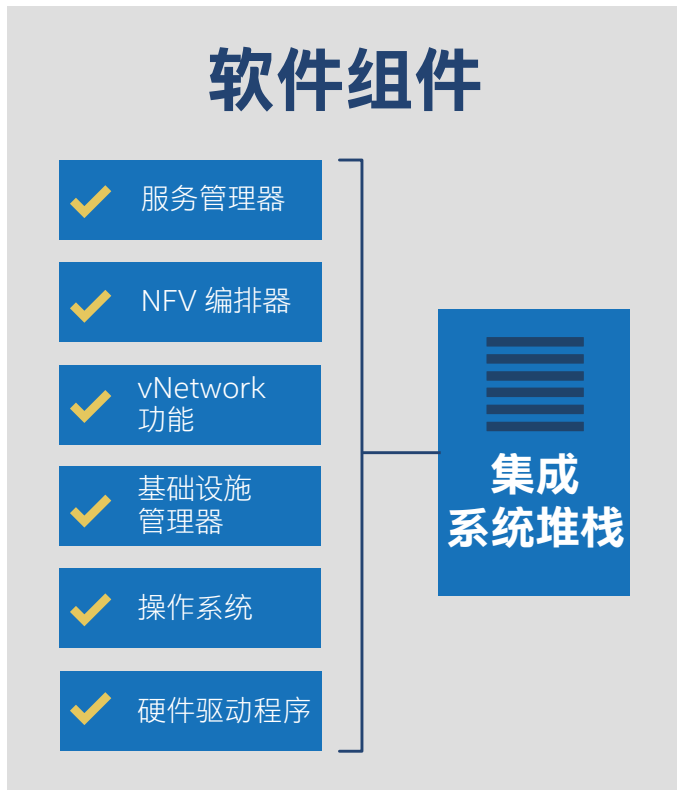 软件组件
服务管理器
NFV 编排器
vNetwork
功能
基础设施
管理器
操作系统
硬件驱动程序
集成
系统堆栈